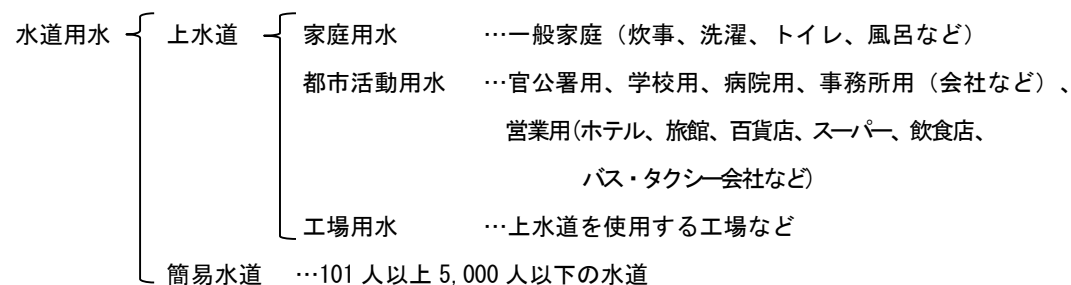 水道用水 上水道 家庭用水 …一般家庭（炊事、洗濯、トイレ、風呂など）
都市活動用水 …官公署用、学校用、病院用、事務所用（会社など）、
営業用(ホテル、旅館、百貨店、スーパー、飲食店、
バス・タクシー会社など)
工場用水 …上水道を使用する工場など
簡易水道 …101 人以上 5,000 人以下の水道